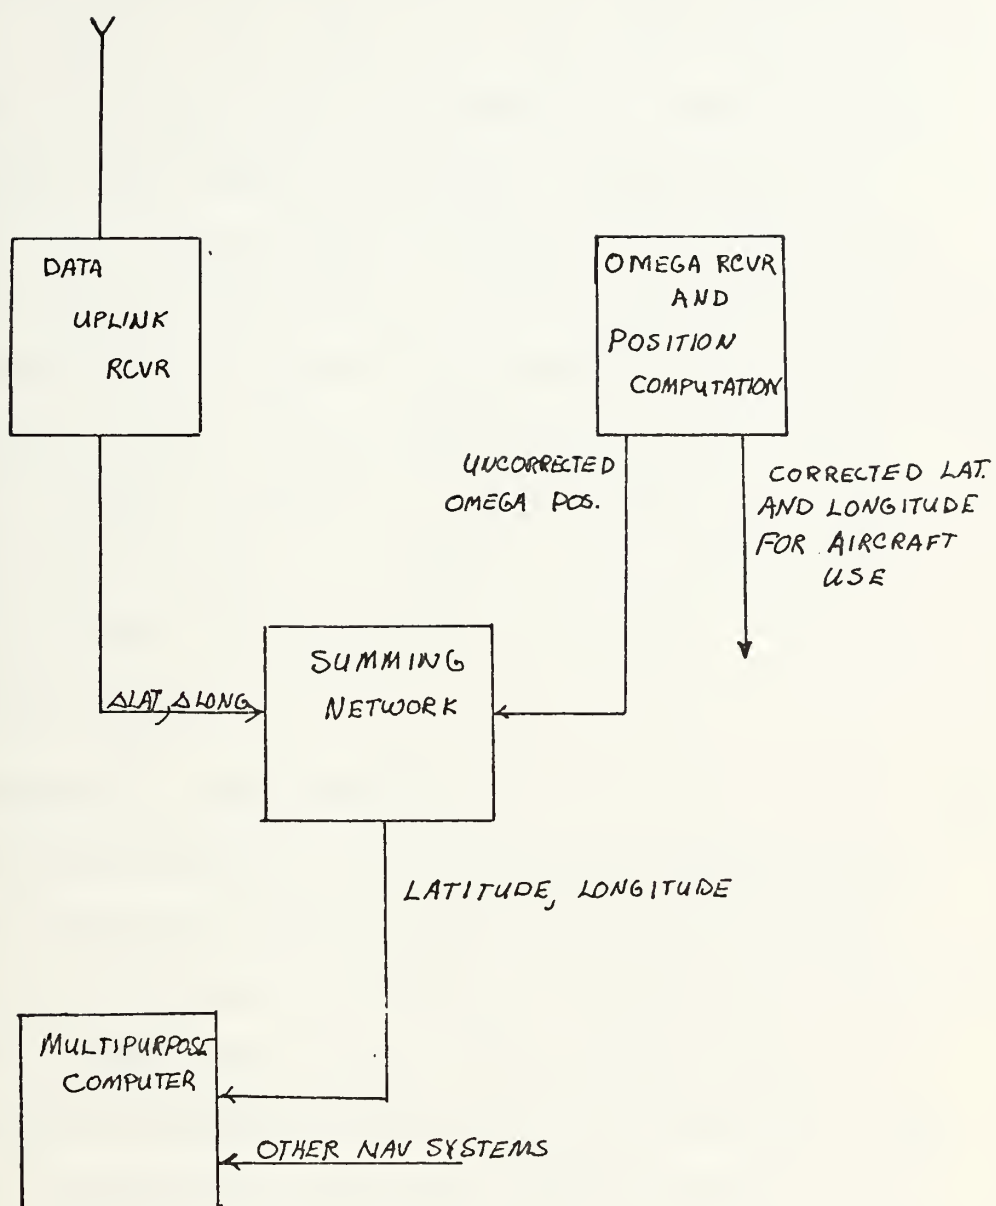 DATA
UPLINK
RCVR
OMEGA RCVR
AND
POSITION
COMPUTATION
UNCORRECTED
OMEGA POS.
CORRECTED LAT.
AND LONGITUDE
FOR AIRCRAFT
USE
ΔLAT, ΔLONG
SUMMING
NETWORK
LATITUDE, LONGITUDE
MULTIPURPOSE
COMPUTER
OTHER NAV SYSTEMS